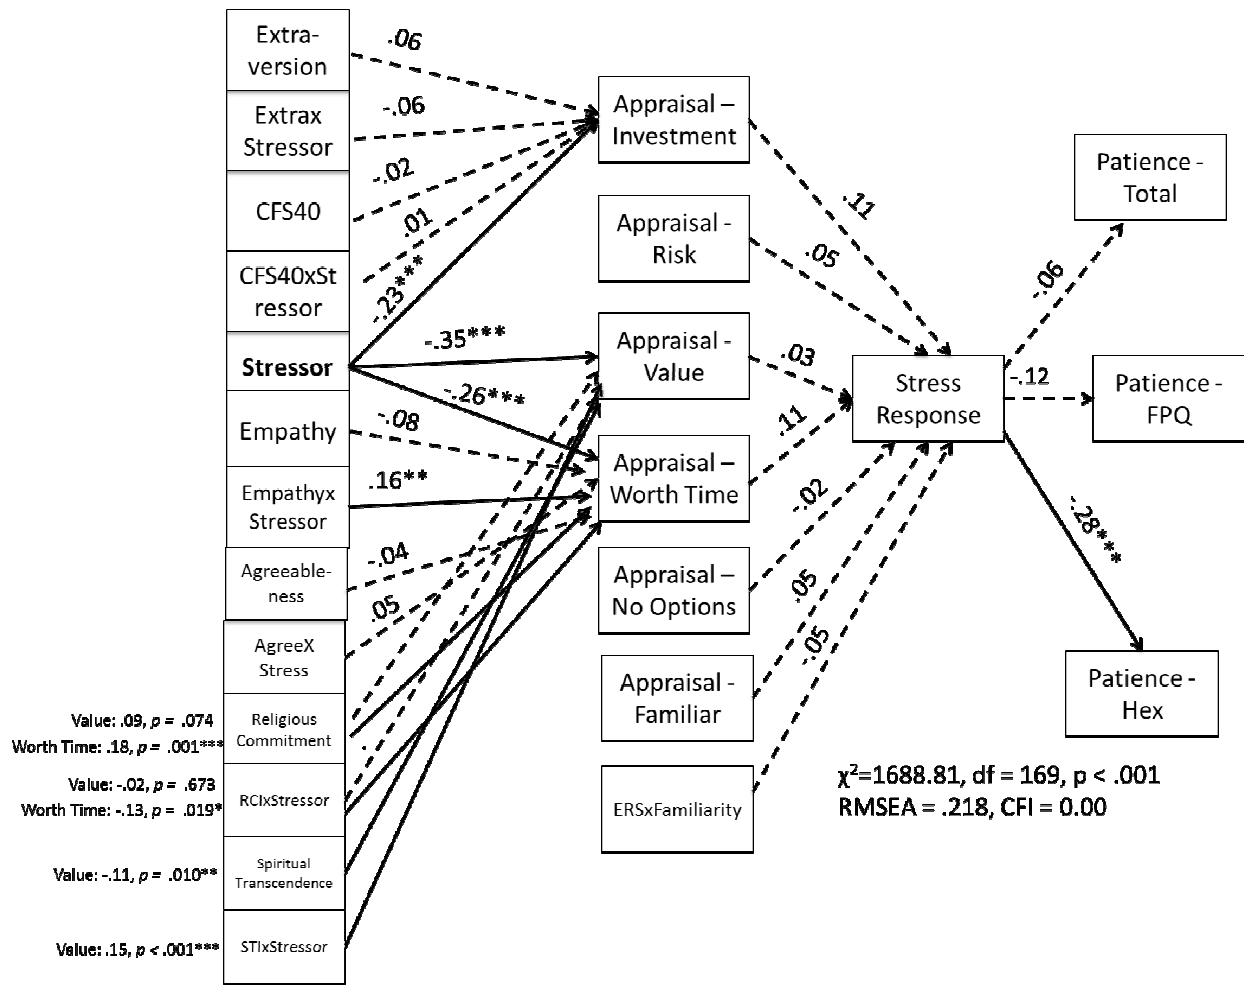 Extra-
version
Extrax
Stressor
CFS40
CFS40xSt
ressor
Stressor
Empathy
Empathyx
Stressor
Agreeable-
ness
AgreeX
Stress
Religious
Commitment
RCIxStressor
Spiritual
Transcendence
STIxStressor
Value: .09, p = .074
Worth Time: .18, p = .001***
Value: -.02, p = .673
Worth Time: -.13, p = .019*
Value: -.11, p = .010**
Value: .15, p < .001***
.06
-.06
-.02
.01
-.23***
-.35***
-.26***
-.08
.16**
-.04
.05
Appraisal –
Investment
Appraisal -
Risk
Appraisal -
Value
Appraisal –
Worth Time
Appraisal –
No Options
Appraisal -
Familiar
ERSxFamiliarity
.11
.05
.03
.11
-.02
.05
-.05
Stress
Response
-.06
-.12
-.28***
Patience -
Total
Patience -
FPQ
Patience -
Hex
χ²=1688.81, df = 169, p < .001
RMSEA = .218, CFI = 0.00